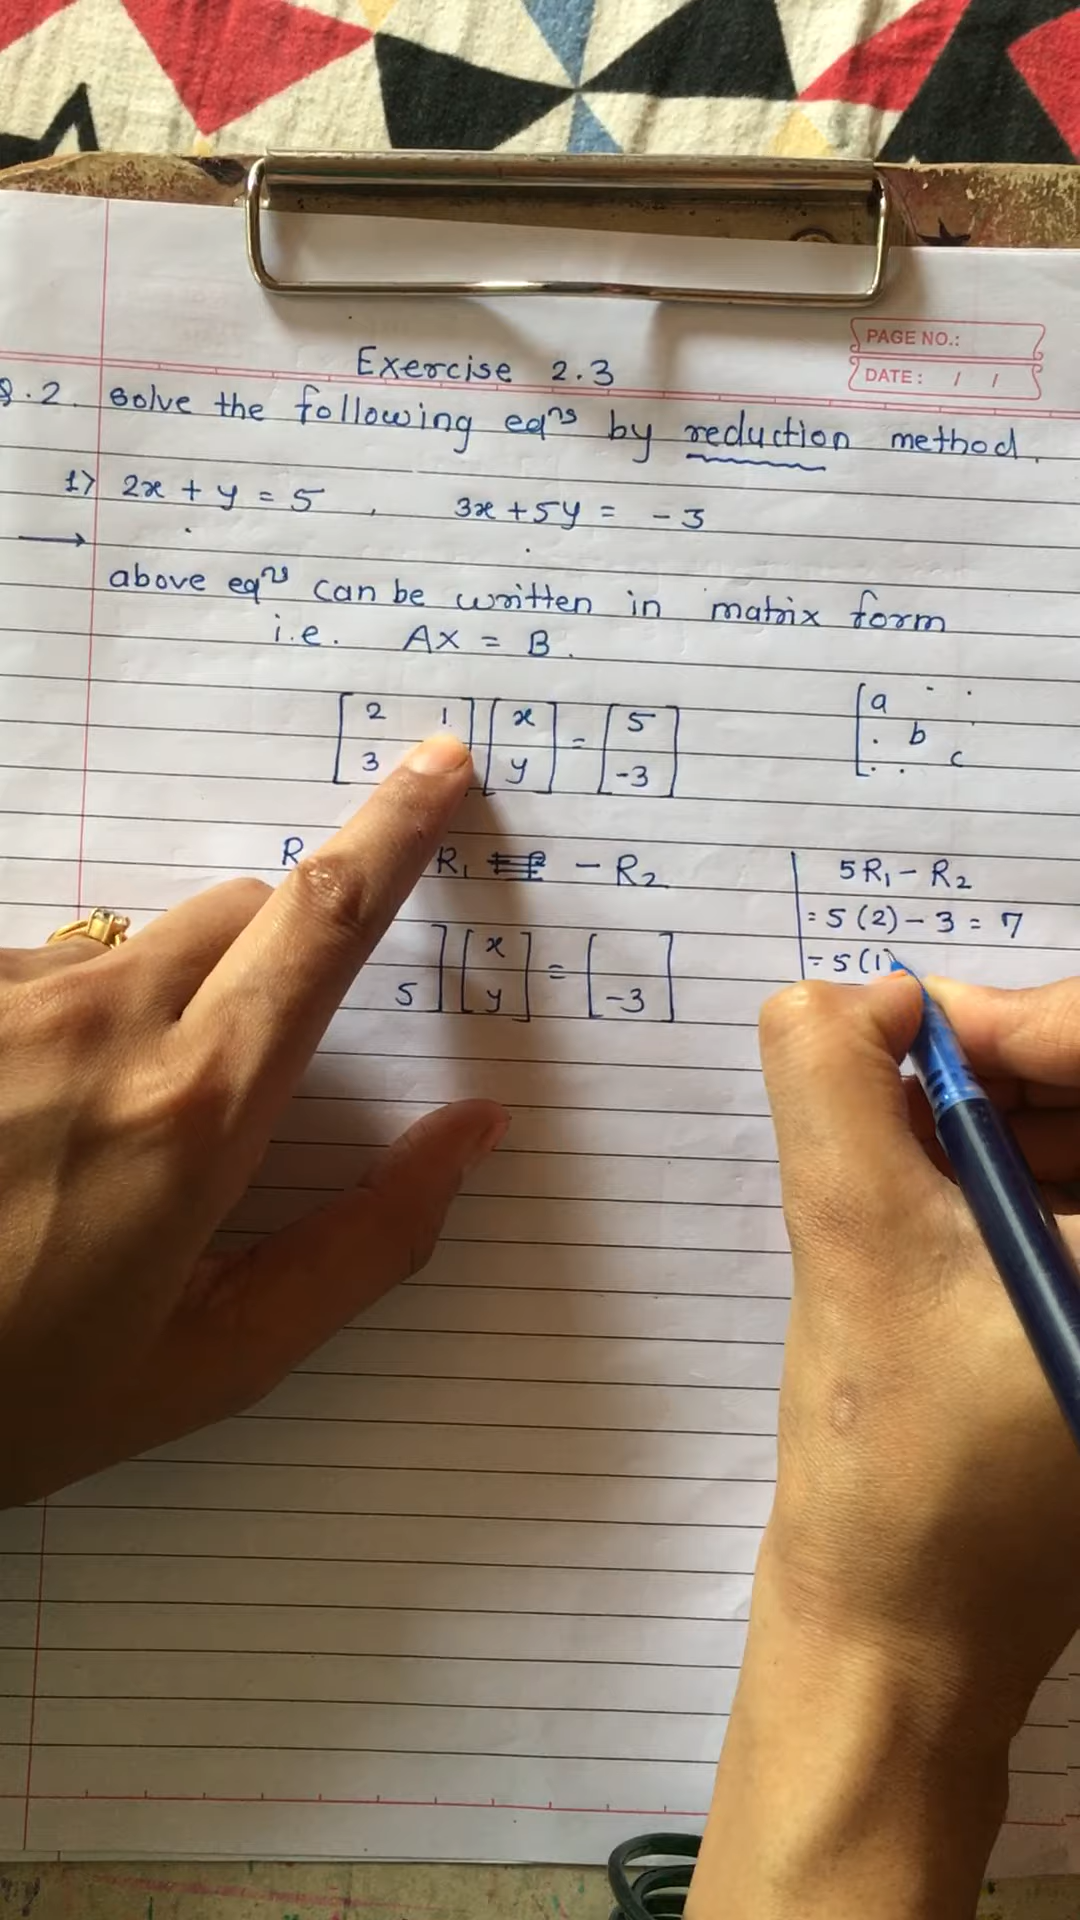 PAGE NO.:
DATE: / /
Exercise 2.3
Q.2. Solve the following eqns by reduction method.
1) 2x + y = 5 , 3x + 5y = -3
→
above eqns can be written in matrix form
i.e. AX = B.
[2 1] [x] = [5]
[3 [y] [-3]
[a . .
. b
. . c
R R1 - R2
] [x] = [ ]
5] [y] [-3]
5R1 - R2
= 5(2) - 3 = 7
= 5(1)